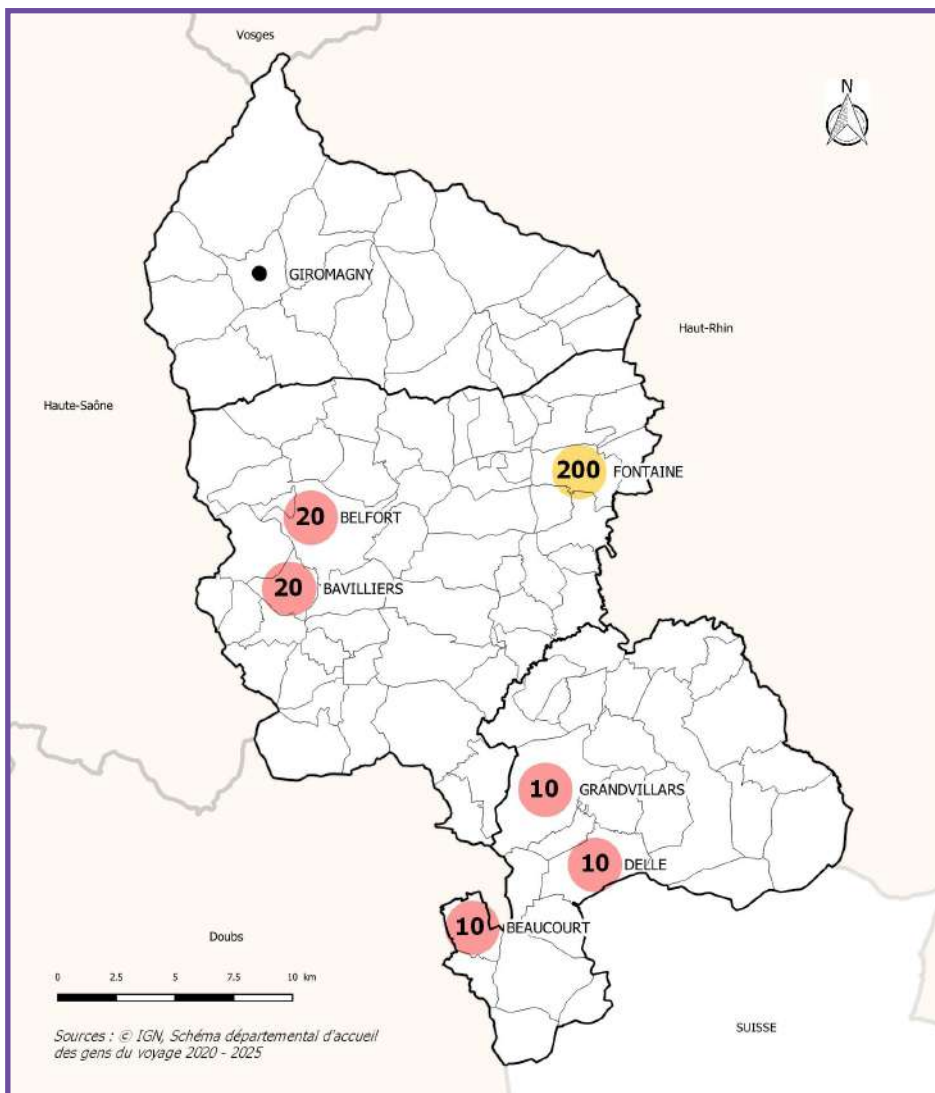 Vosges
N
GIROMAGNY
Haut-Rhin
Haute-Saône
200 FONTAINE
20 BELFORT
20 BAVILLIERS
10 GRANDVILLARS
10 DELLE
10 BEAUCOURT
Doubs
0 2.5 5 7.5 10 km
SUISSE
Sources : © IGN, Schéma départemental d'accueil
des gens du voyage 2020 - 2025